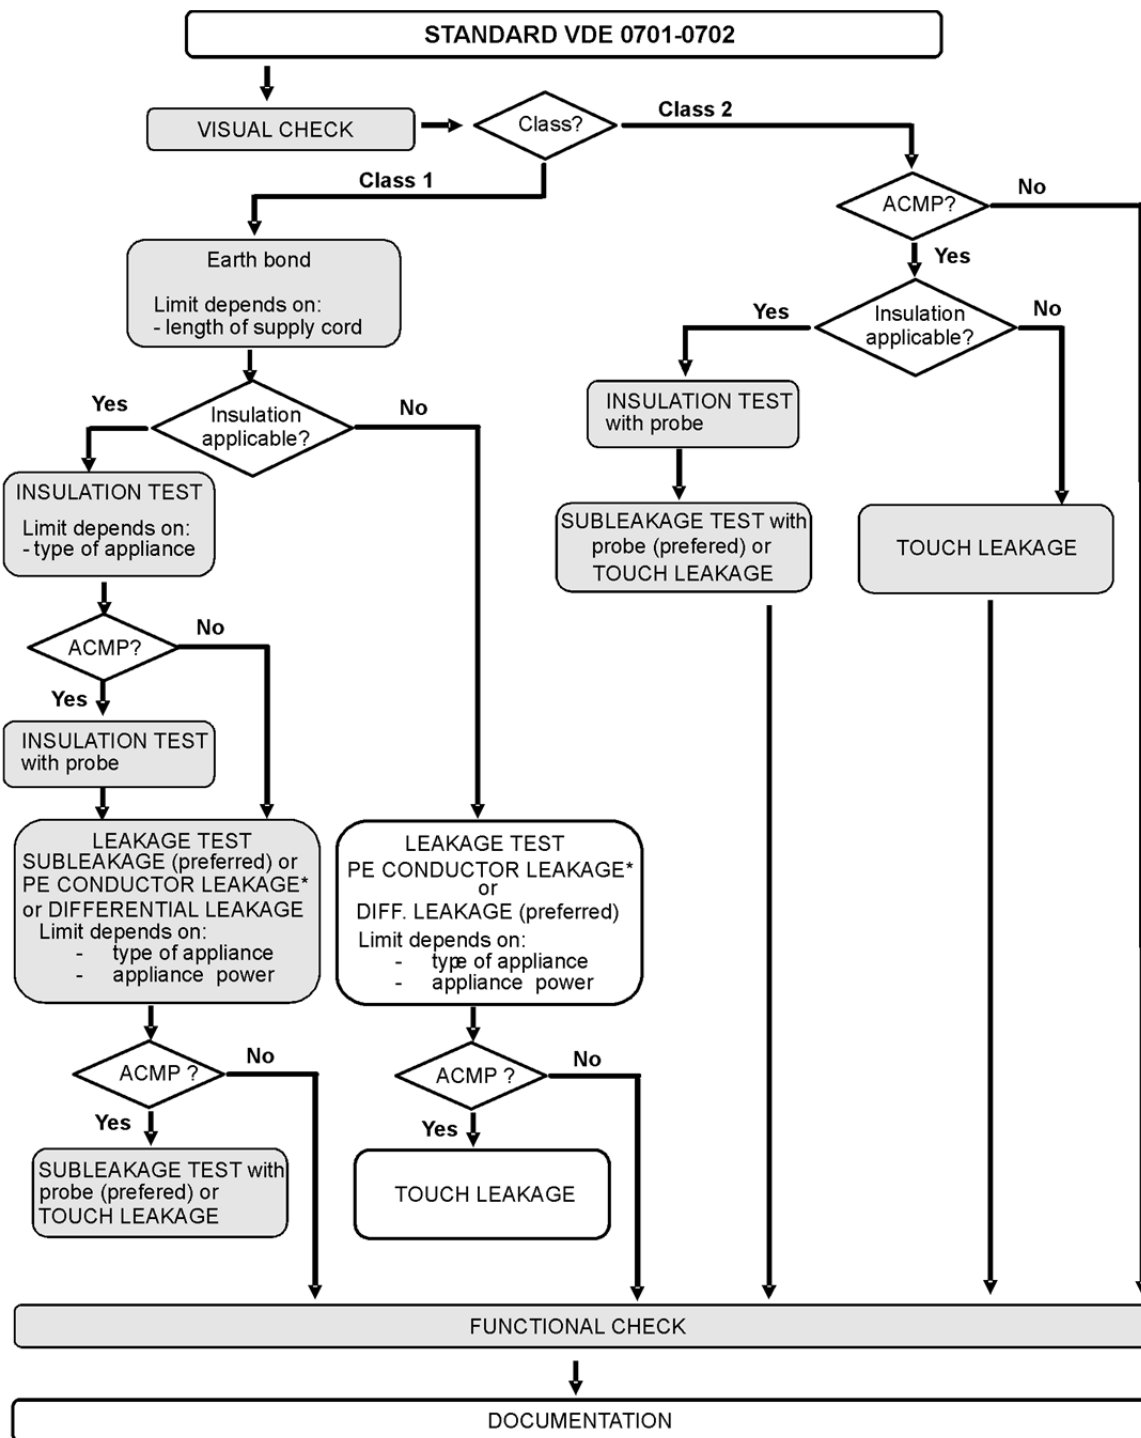 STANDARD VDE 0701-0702
VISUAL CHECK
Class?
Class 2
Class 1
ACMP?
No
Yes
Earth bond
Limit depends on:
- length of supply cord
Insulation
applicable?
Yes
No
INSULATION TEST
with probe
SUBLEAKAGE TEST with
probe (prefered) or
TOUCH LEAKAGE
TOUCH LEAKAGE
Insulation
applicable?
Yes
No
INSULATION TEST
Limit depends on:
- type of appliance
ACMP?
No
Yes
INSULATION TEST
with probe
LEAKAGE TEST
SUBLEAKAGE (preferred) or
PE CONDUCTOR LEAKAGE*
or DIFFERENTIAL LEAKAGE
Limit depends on:
- type of appliance
- appliance power
LEAKAGE TEST
PE CONDUCTOR LEAKAGE*
or
DIFF. LEAKAGE (preferred)
Limit depends on:
- type of appliance
- appliance power
ACMP ?
No
Yes
SUBLEAKAGE TEST with
probe (prefered) or
TOUCH LEAKAGE
ACMP ?
No
Yes
TOUCH LEAKAGE
FUNCTIONAL CHECK
DOCUMENTATION